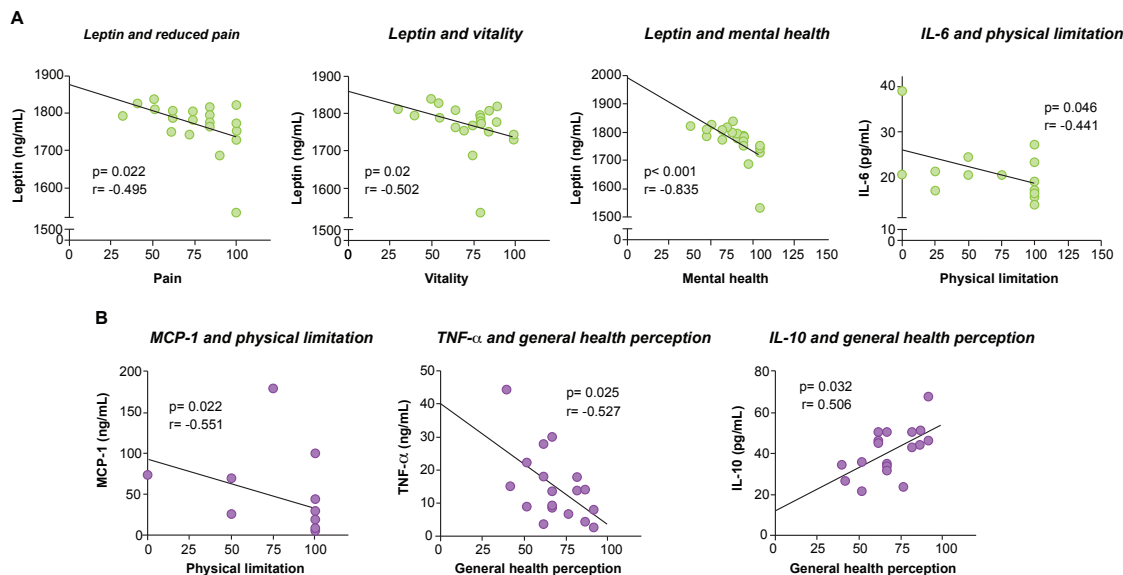 A
Leptin and reduced pain
Leptin and vitality
Leptin and mental health
IL-6 and physical limitation
Leptin (ng/mL)
1900
1800
1700
1600
1500
0
p= 0.022
r= -0.495
0 25 50 75 100
Pain
Leptin (ng/mL)
1900
1800
1700
1600
1500
0
p= 0.02
r= -0.502
0 25 50 75 100
Vitality
Leptin (ng/mL)
2000
1900
1800
1700
1600
1500
0
p< 0.001
r= -0.835
0 25 50 75 100 125 150
Mental health
IL-6 (pg/mL)
40
30
20
10
0
p= 0.046
r= -0.441
0 25 50 75 100 125 150
Physical limitation
B
MCP-1 and physical limitation
TNF-α and general health perception
IL-10 and general health perception
MCP-1 (ng/mL)
200
150
100
50
0
p= 0.022
r= -0.551
0 25 50 75 100
Physical limitation
TNF-α (ng/mL)
50
40
30
20
10
0
p= 0.025
r= -0.527
0 25 50 75 100
General health perception
IL-10 (pg/mL)
80
60
40
20
0
p= 0.032
r= 0.506
0 25 50 75 100
General health perception